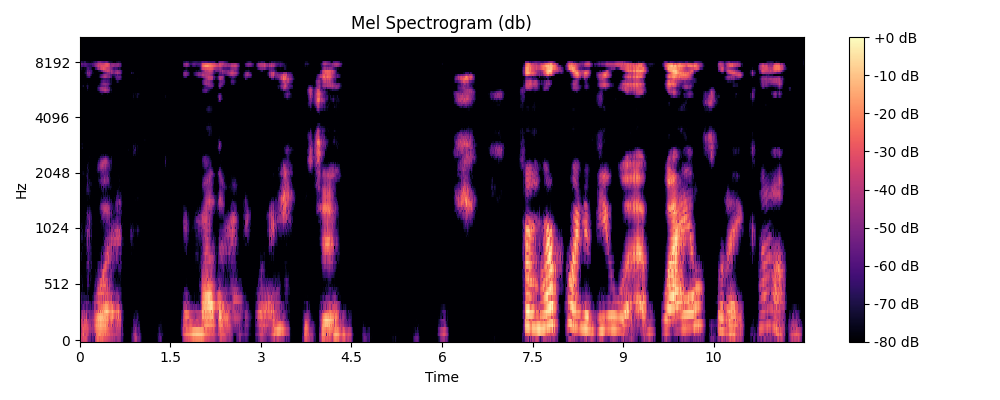 Mel Spectrogram (db)
8192
4096
2048
1024
512
0
Hz
0 1.5 3 4.5 6 7.5 9 10
Time
+0 dB
-10 dB
-20 dB
-30 dB
-40 dB
-50 dB
-60 dB
-70 dB
-80 dB